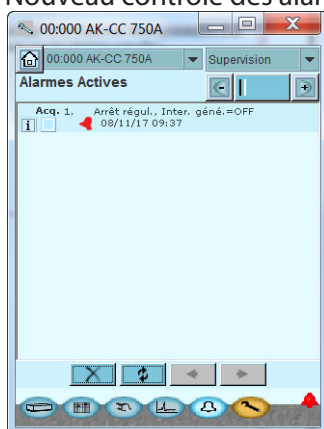 Nouveau contrôle des alar
00:000 AK-CC 750A
00:000 AK-CC 750A Supervision
Alarmes Actives
Acq. 1. Arrêt régul., Inter. géné.=OFF
08/11/17 09:37